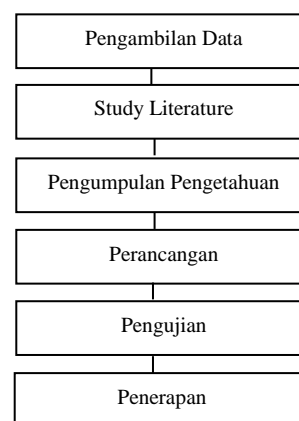 Pengambilan Data
Study Literature
Pengumpulan Pengetahuan
Perancangan
Pengujian
Penerapan